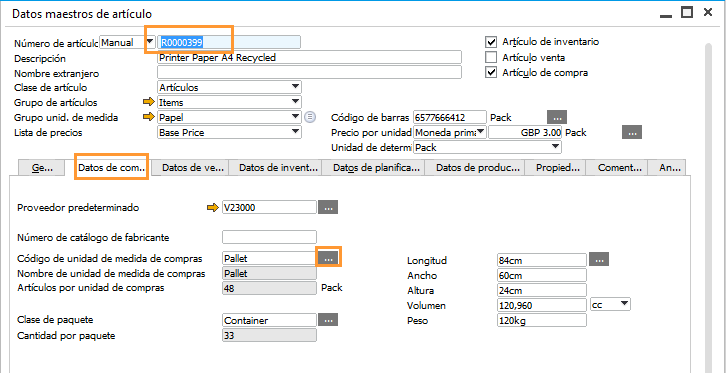 Datos maestros de artículo
Número de artículo Manual R0000399
Descripción Printer Paper A4 Recycled
Nombre extranjero
Clase de artículo Artículos
Grupo de artículos Items
Grupo unid. de medida Papel
Lista de precios Base Price
Artículo de inventario
Artículo venta
Artículo de compra
Código de barras 6577666412 Pack ...
Precio por unidad Moneda prima GBP 3.00 Pack ...
Unidad de determi Pack
Ge... Datos de com.. Datos de ve... Datos de invent... Datos de planifica... Datos de produc... Propied... Coment... An...
Proveedor predeterminado V23000 ...
Número de catálogo de fabricante
Código de unidad de medida de compras Pallet ...
Nombre de unidad de medida de compras Pallet
Artículos por unidad de compras 48 Pack
Clase de paquete Container ...
Cantidad por paquete 33
Longitud 84cm ...
Ancho 60cm
Altura 24cm
Volumen 120,960 cc
Peso 120kg